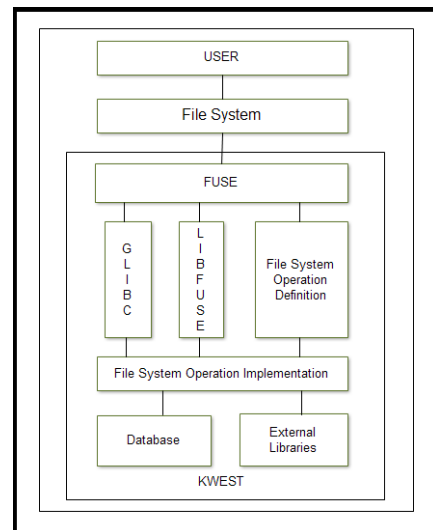 USER
File System
FUSE
G
L
I
B
C
L
I
B
F
U
S
E
File System
Operation
Definition
File System Operation Implementation
Database
External
Libraries
KWEST